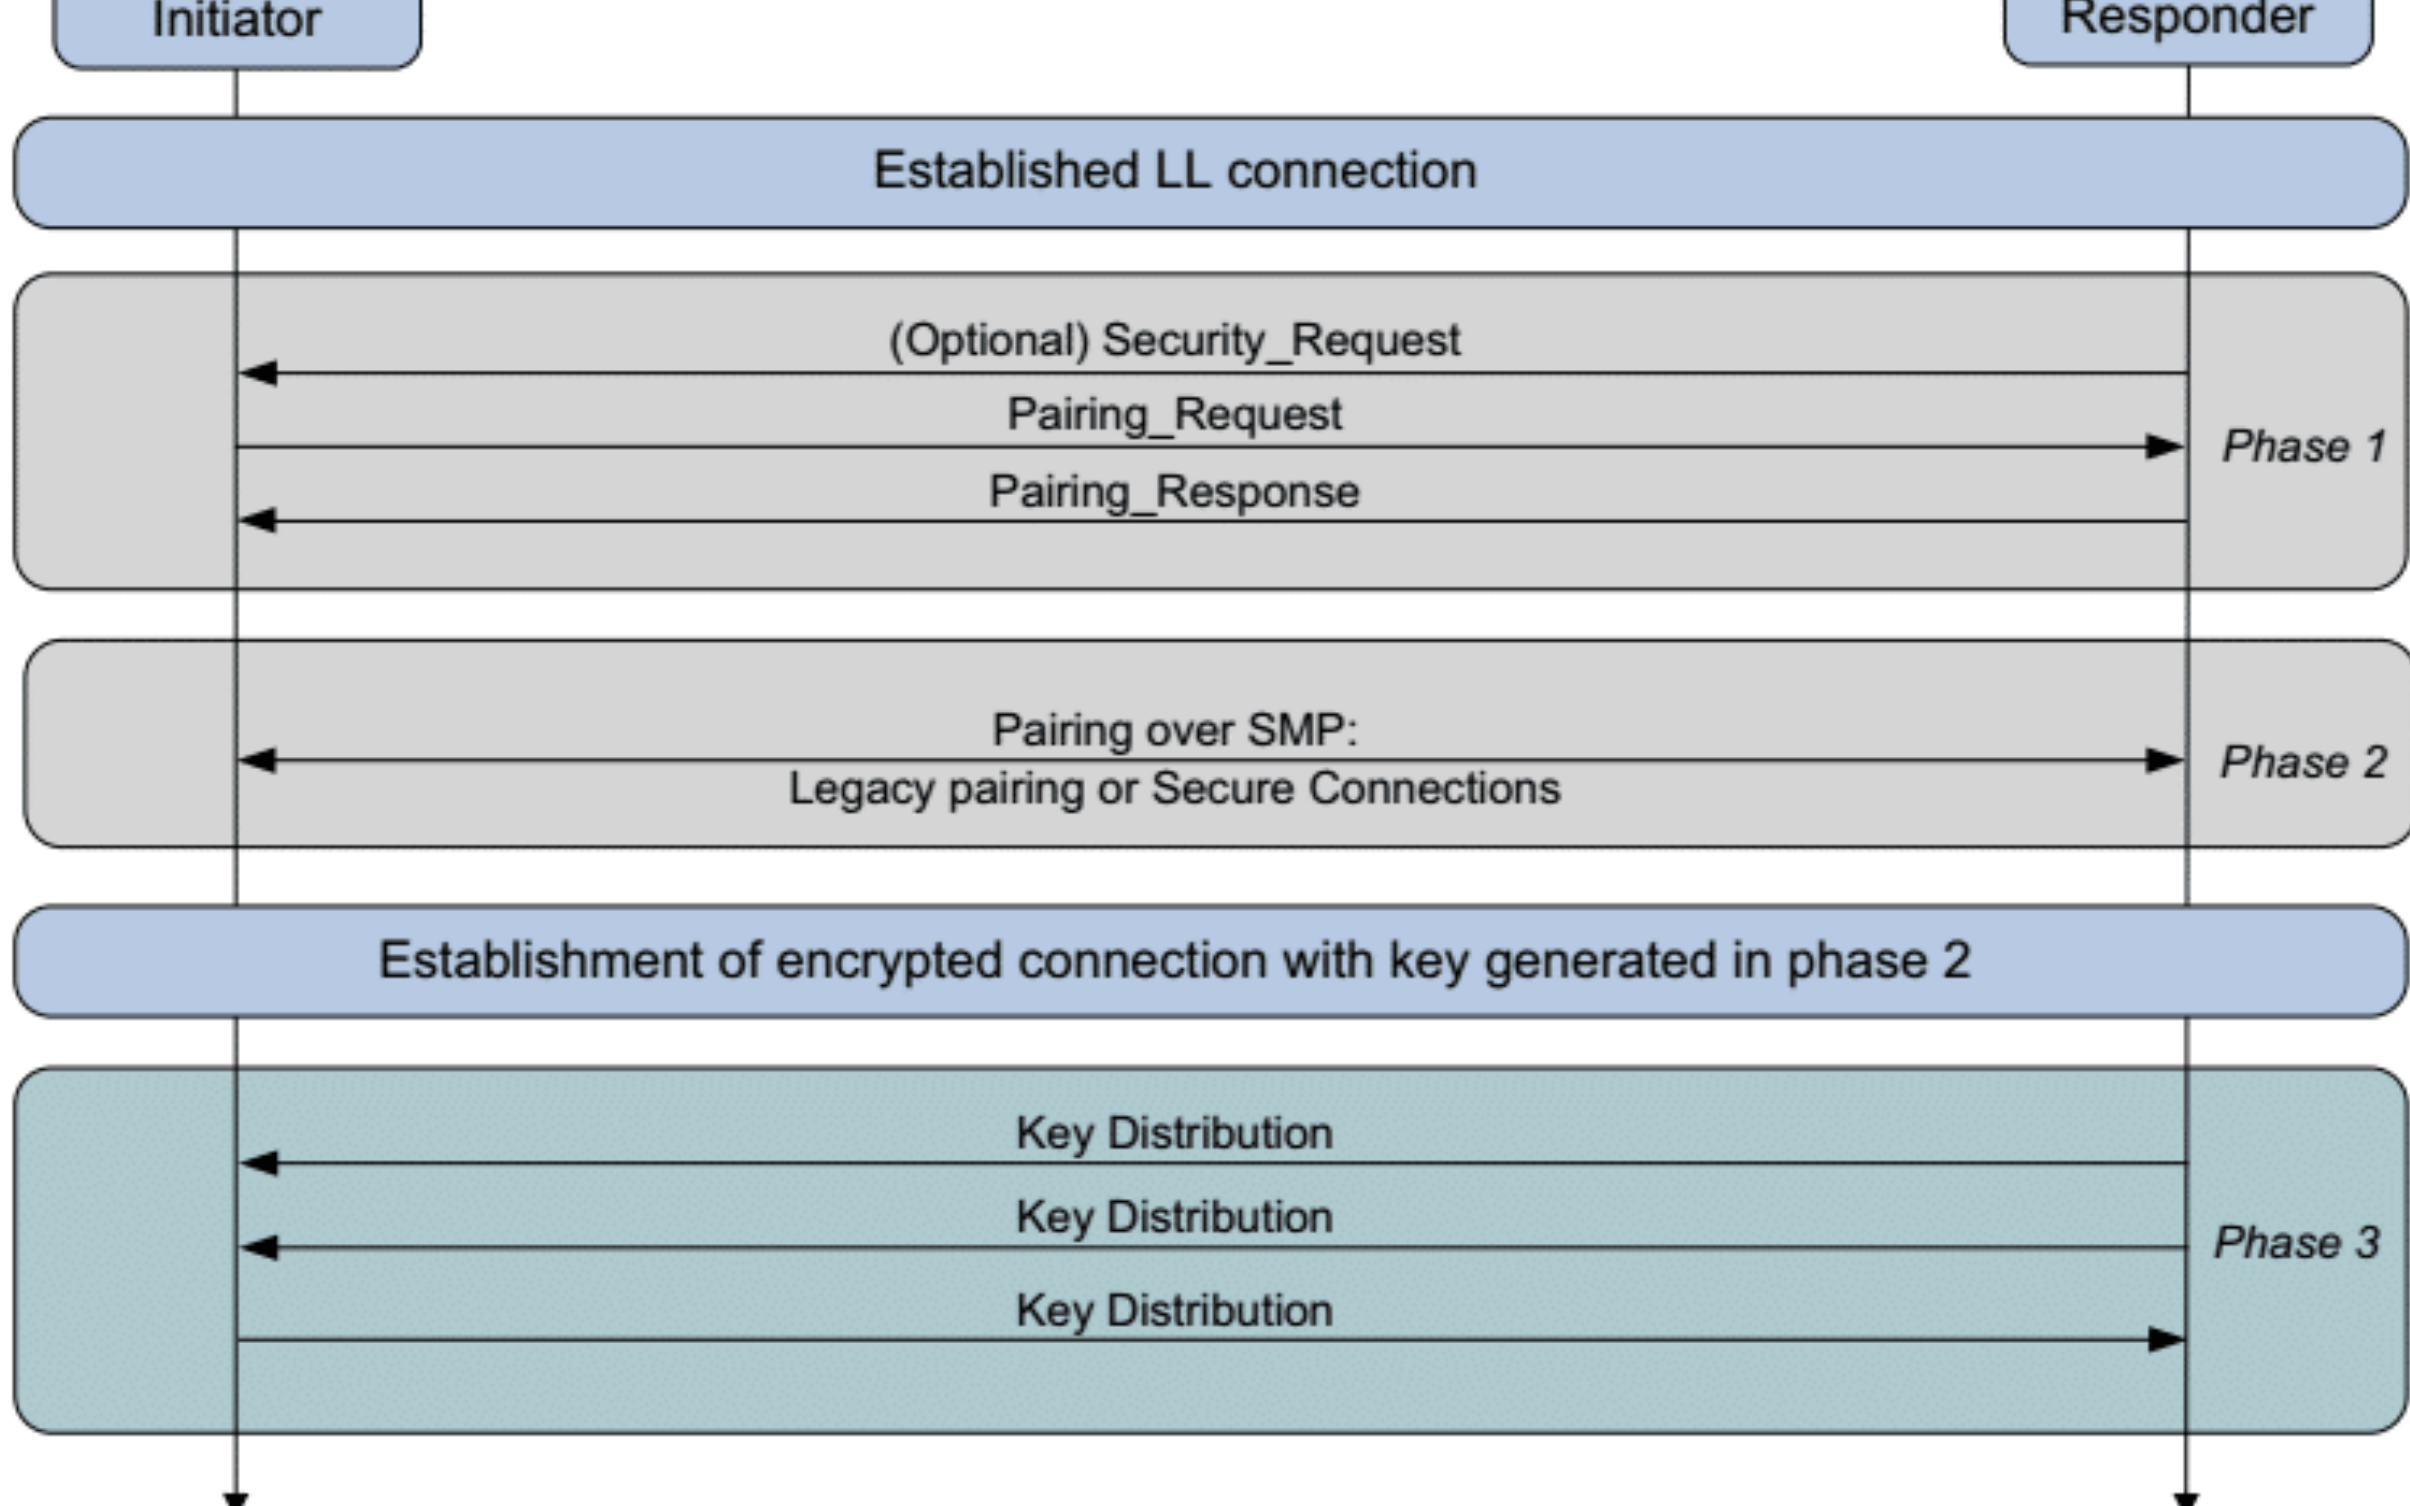 Initiator
Responder
Established LL connection
(Optional) Security_Request
Pairing_Request
Phase 1
Pairing_Response
Pairing over SMP:
Phase 2
Legacy pairing or Secure Connections
Establishment of encrypted connection with key generated in phase 2
Key Distribution
Key Distribution
Phase 3
Key Distribution